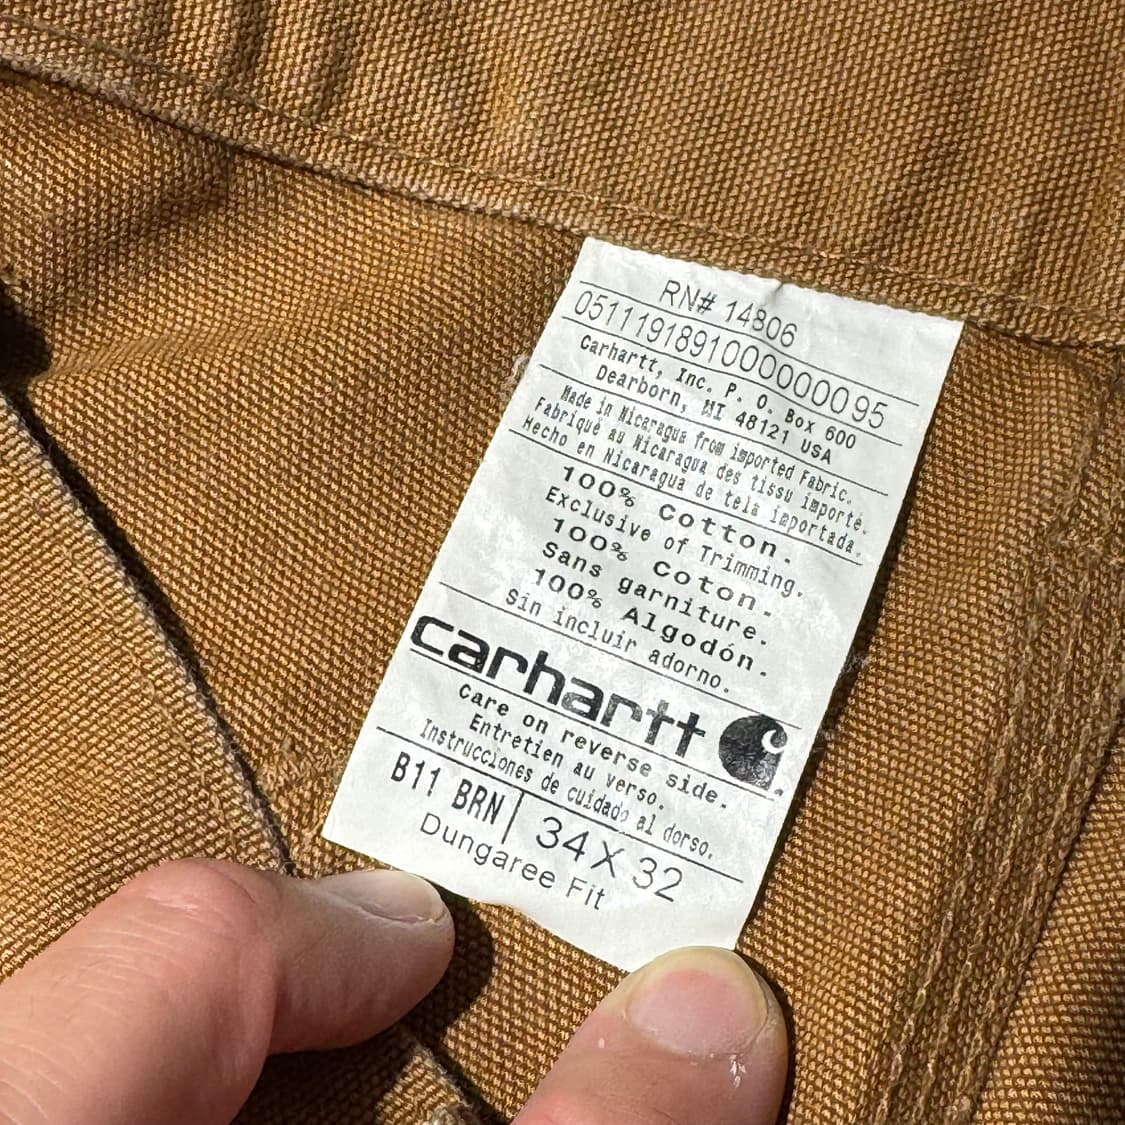 RN# 14806
05111918910000000095
Carhartt, Inc. P. O. Box 600
Dearborn, MI 48121 USA
Made in Nicaragua from imported Fabric.
Fabriqué au Nicaragua des tissu importé.
Hecho en Nicaragua de tela importada.
100% Cotton.
Exclusive of Trimming.
100% Coton.
Sans garniture.
100% Algodón.
Sin incluir adorno.
carhartt
Care on reverse side.
Entretien au verso.
Instrucciones de cuidado al dorso.
B11 BRN | 34 X 32
Dungaree Fit